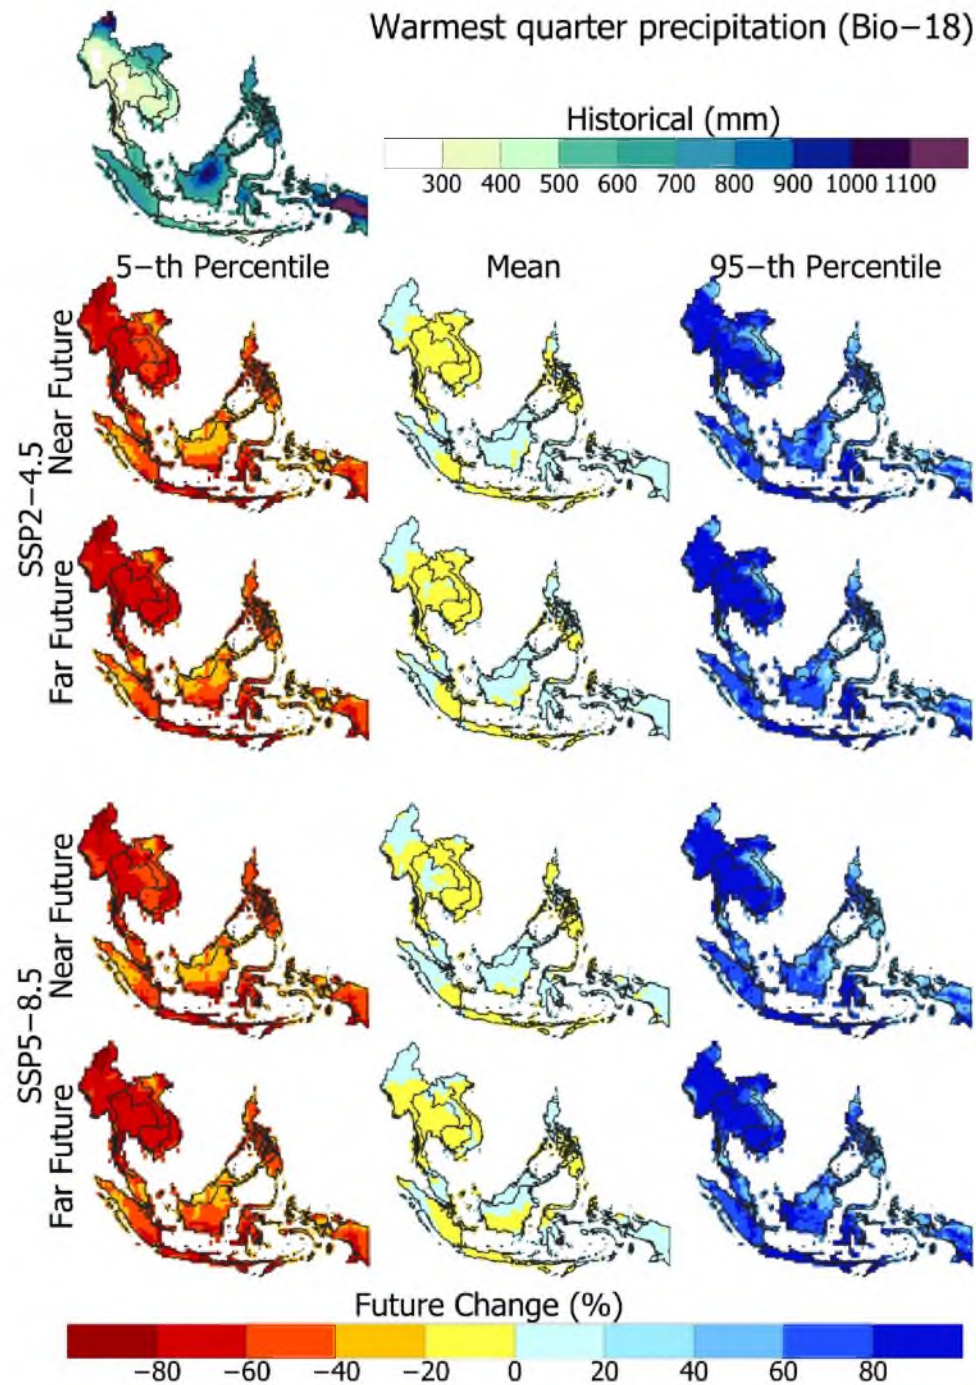 Warmest quarter precipitation (Bio−18)
Historical (mm)
300 400 500 600 700 800 900 1000 1100
5−th Percentile Mean 95−th Percentile
SSP2−4.5
Near Future
Far Future
SSP5−8.5
Near Future
Far Future
Future Change (%)
−80 −60 −40 −20 0 20 40 60 80